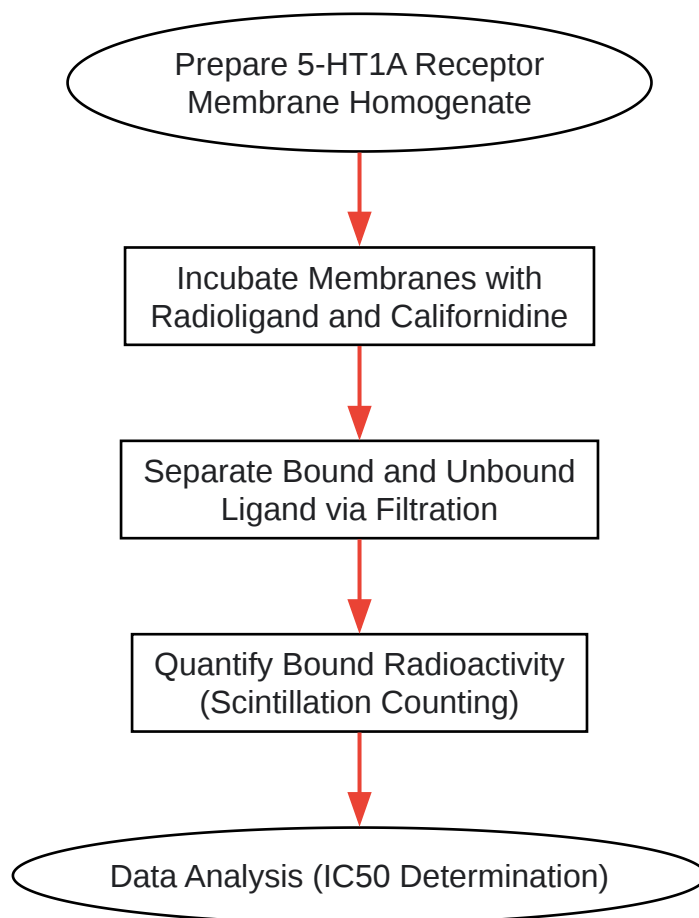 Prepare 5-HT1A Receptor
Membrane Homogenate
Incubate Membranes with
Radioligand and Californidine
Separate Bound and Unbound
Ligand via Filtration
Quantify Bound Radioactivity
(Scintillation Counting)
Data Analysis (IC50 Determination)